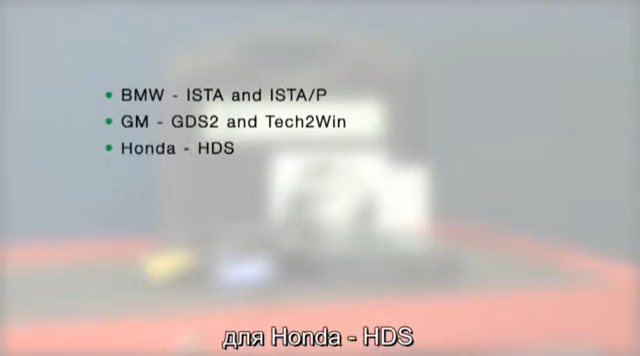 • BMW - ISTA and ISTA/P
• GM - GDS2 and Tech2Win
• Honda - HDS
для Honda - HDS